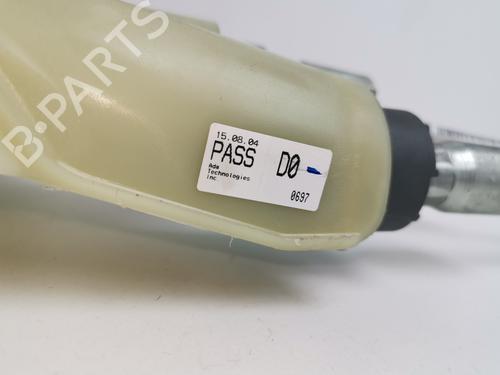 B-PARTS
15.08.04
PASS D0
Ada
Technologies
Inc
0697